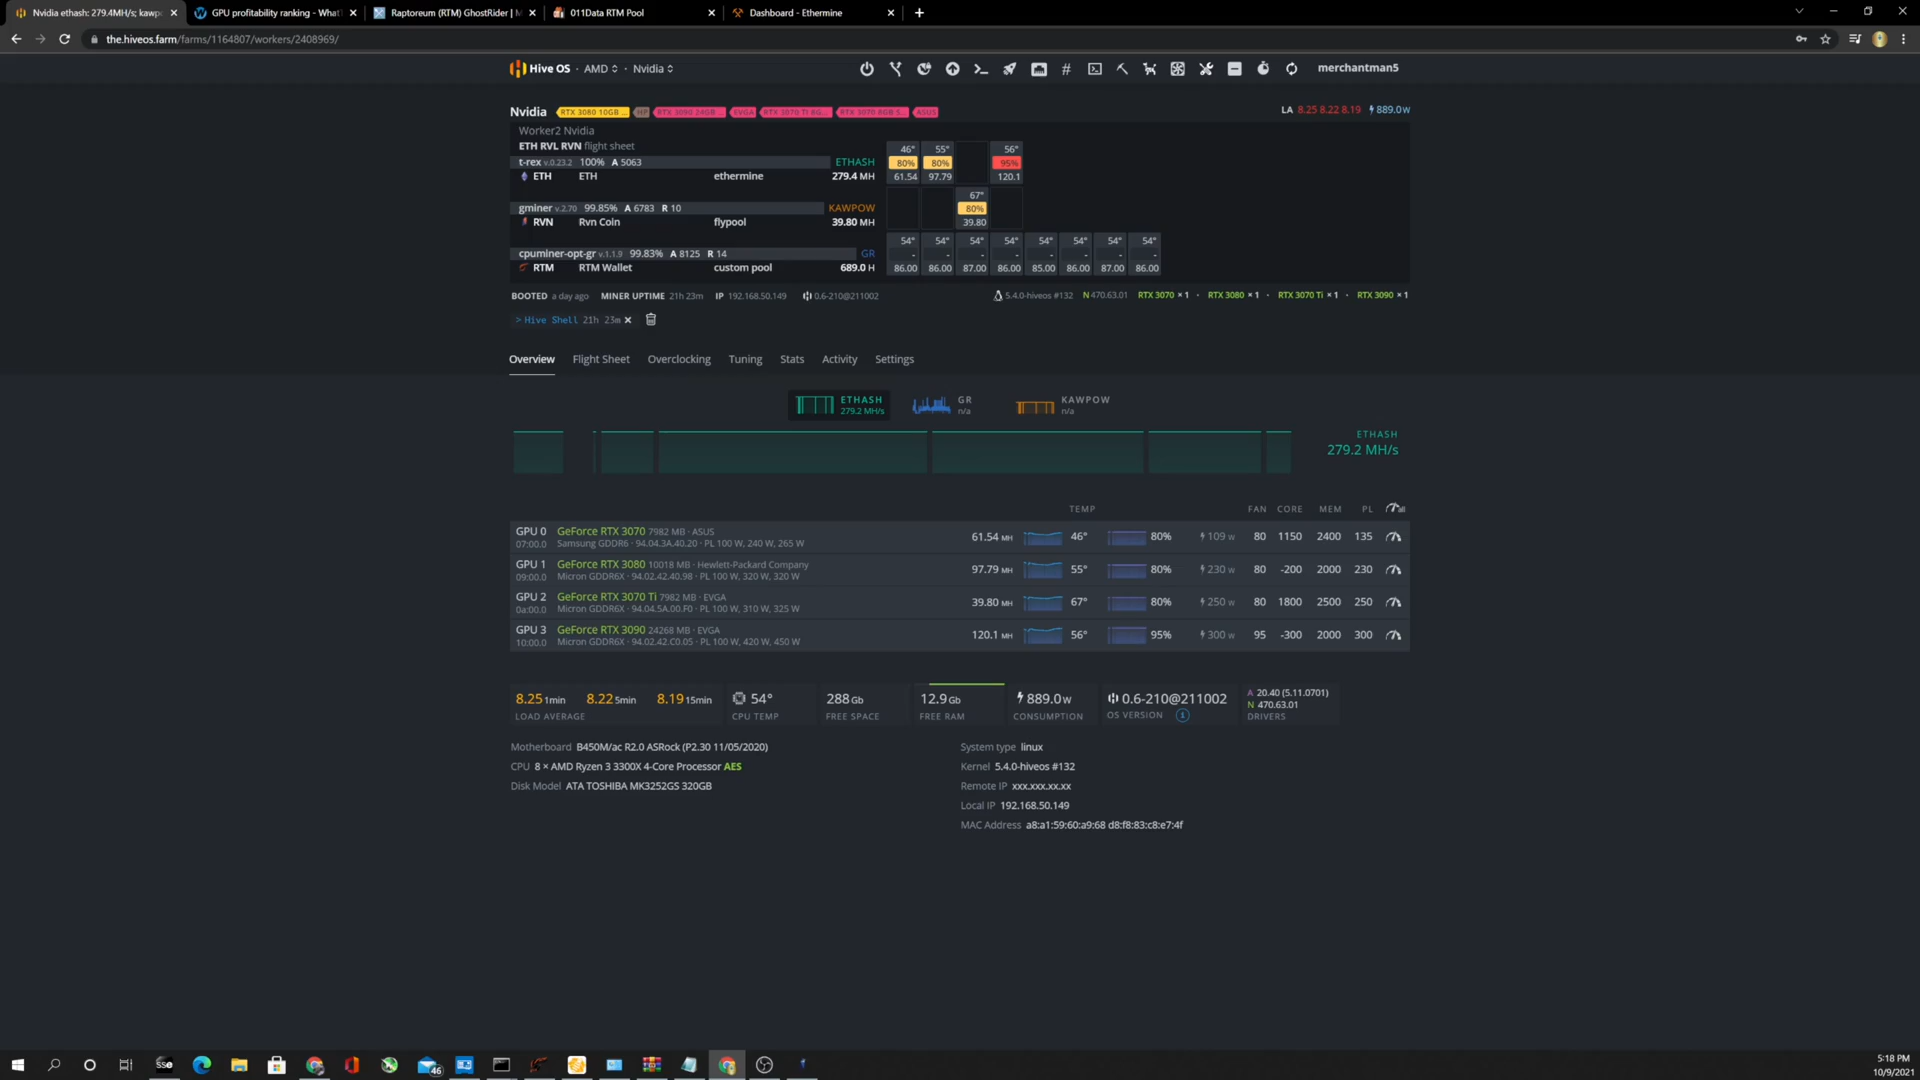 Nvidia ethash: 279.4MH/s; kawp
GPU profitability ranking - What
Raptoreum (RTM) GhostRider | M
011Data RTM Pool
Dashboard - Ethermine
the.hiveos.farm/farms/1164807/workers/2408969/
Hive OS · AMD · Nvidia
merchantman5
Nvidia RTX 3080 10GB ... HP RTX 3090 24GB ... EVGA RTX 3070 Ti 8G... RTX 3070 8GB S... ASUS
LA 8.25 8.22 8.19 889.0 W
Worker2 Nvidia
ETH RVL RVN flight sheet
t-rex v.0.23.2 100% A 5063 ETHASH
ETH ETH ethermine 279.4 MH
46° 55° 56°
80% 80% 95%
61.54 97.79 120.1
gminer v.2.70 99.85% A 6783 R 10 KAWPOW
RVN Rvn Coin flypool 39.80 MH
67°
80%
39.80
cpuminer-opt-gr v.1.1.9 99.83% A 8125 R 14 GR
RTM RTM Wallet custom pool 689.0 H
54° 54° 54° 54° 54° 54° 54° 54°
- - - - - - - -
86.00 86.00 87.00 86.00 85.00 86.00 87.00 86.00
BOOTED a day ago MINER UPTIME 21h 23m IP 192.168.50.149 0.6-210@211002
5.4.0-hiveos #132 N 470.63.01 RTX 3070 × 1 · RTX 3080 × 1 · RTX 3070 Ti × 1 · RTX 3090 × 1
> Hive Shell 21h 23m
Overview Flight Sheet Overclocking Tuning Stats Activity Settings
ETHASH
279.2 MH/s
GR
n/a
KAWPOW
n/a
ETHASH
279.2 MH/s
TEMP FAN CORE MEM PL
GPU 0 GeForce RTX 3070 7982 MB · ASUS
07:00.0 Samsung GDDR6 · 94.04.3A.40.20 · PL 100 W, 240 W, 265 W
61.54 MH 46° 80% 109 W 80 1150 2400 135
GPU 1 GeForce RTX 3080 10018 MB · Hewlett-Packard Company
09:00.0 Micron GDDR6X · 94.02.42.40.98 · PL 100 W, 320 W, 320 W
97.79 MH 55° 80% 230 W 80 -200 2000 230
GPU 2 GeForce RTX 3070 Ti 7982 MB · EVGA
0a:00.0 Micron GDDR6X · 94.04.5A.00.F0 · PL 100 W, 310 W, 325 W
39.80 MH 67° 80% 250 W 80 1800 2500 250
GPU 3 GeForce RTX 3090 24268 MB · EVGA
10:00.0 Micron GDDR6X · 94.02.42.C0.05 · PL 100 W, 420 W, 450 W
120.1 MH 56° 95% 300 W 95 -300 2000 300
8.25 1min 8.22 5min 8.19 15min
LOAD AVERAGE
54°
CPU TEMP
288 Gb
FREE SPACE
12.9 Gb
FREE RAM
889.0 W
CONSUMPTION
0.6-210@211002
OS VERSION
A 20.40 (5.11.0701)
N 470.63.01
DRIVERS
Motherboard B450M/ac R2.0 ASRock (P2.30 11/05/2020)
CPU 8 × AMD Ryzen 3 3300X 4-Core Processor AES
Disk Model ATA TOSHIBA MK3252GS 320GB
System type linux
Kernel 5.4.0-hiveos #132
Remote IP xxx.xxx.xx.xx
Local IP 192.168.50.149
MAC Address a8:a1:59:60:a9:68 d8:f8:83:c8:e7:4f
SSE
46
5:18 PM
10/9/2021